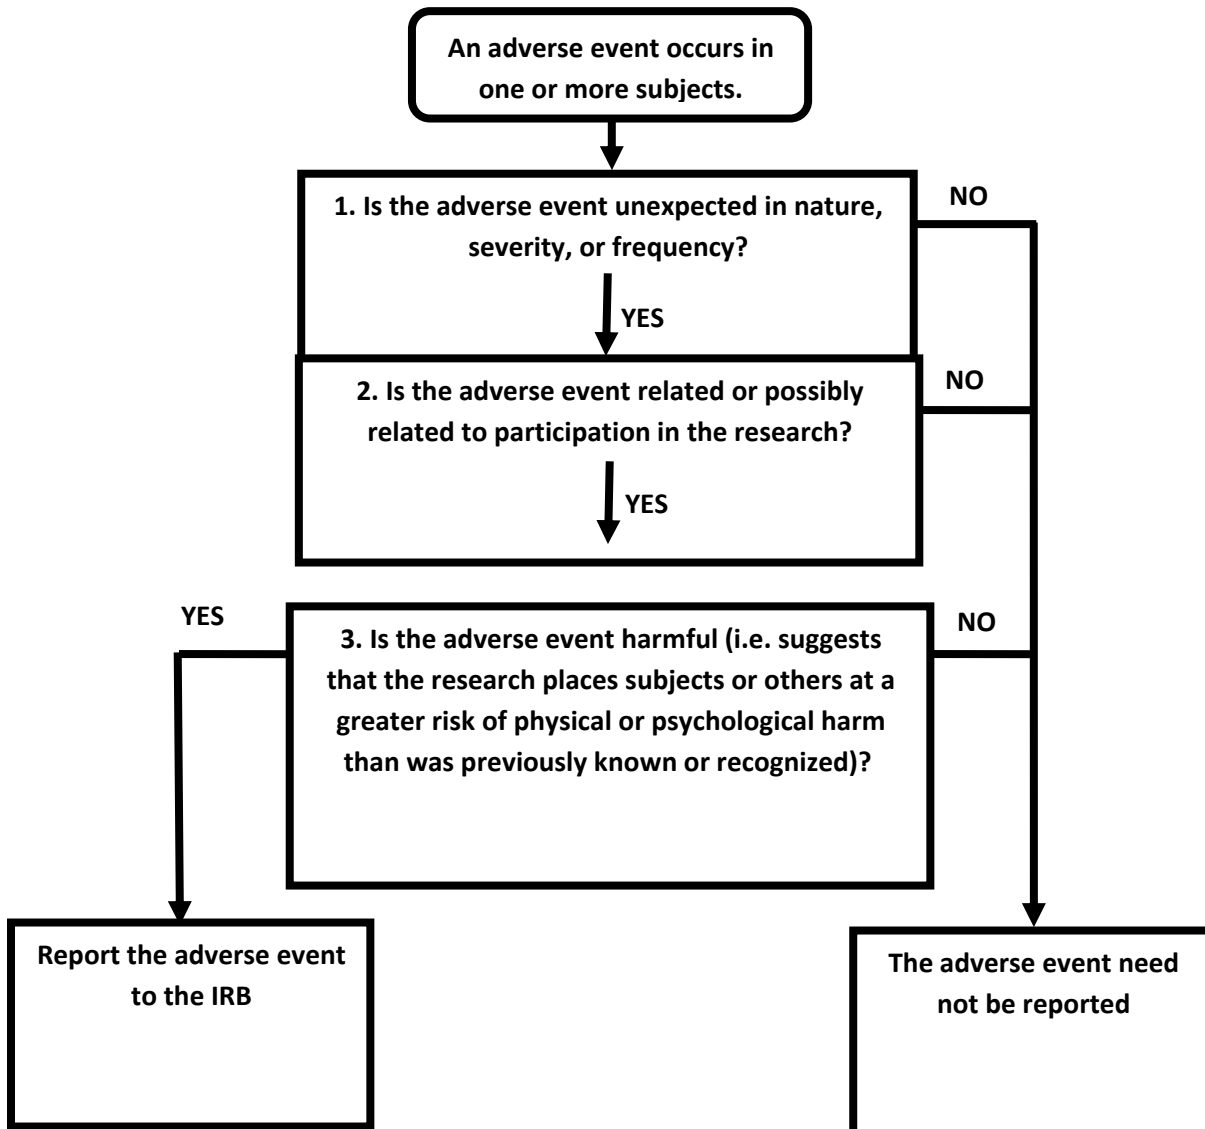 An adverse event occurs in
one or more subjects.
NO
1. Is the adverse event unexpected in nature,
severity, or frequency?
YES
NO
2. Is the adverse event related or possibly
related to participation in the research?
YES
YES
NO
3. Is the adverse event harmful (i.e. suggests
that the research places subjects or others at a
greater risk of physical or psychological harm
than was previously known or recognized)?
Report the adverse event
to the IRB
The adverse event need
not be reported